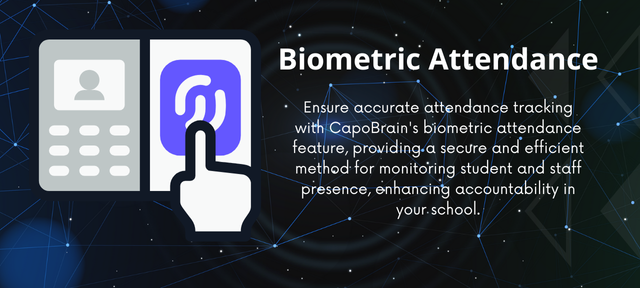 Biometric Attendance
Ensure accurate attendance tracking
with CapoBrain's biometric attendance
feature, providing a secure and efficient
method for monitoring student and staff
presence, enhancing accountability in
your school.